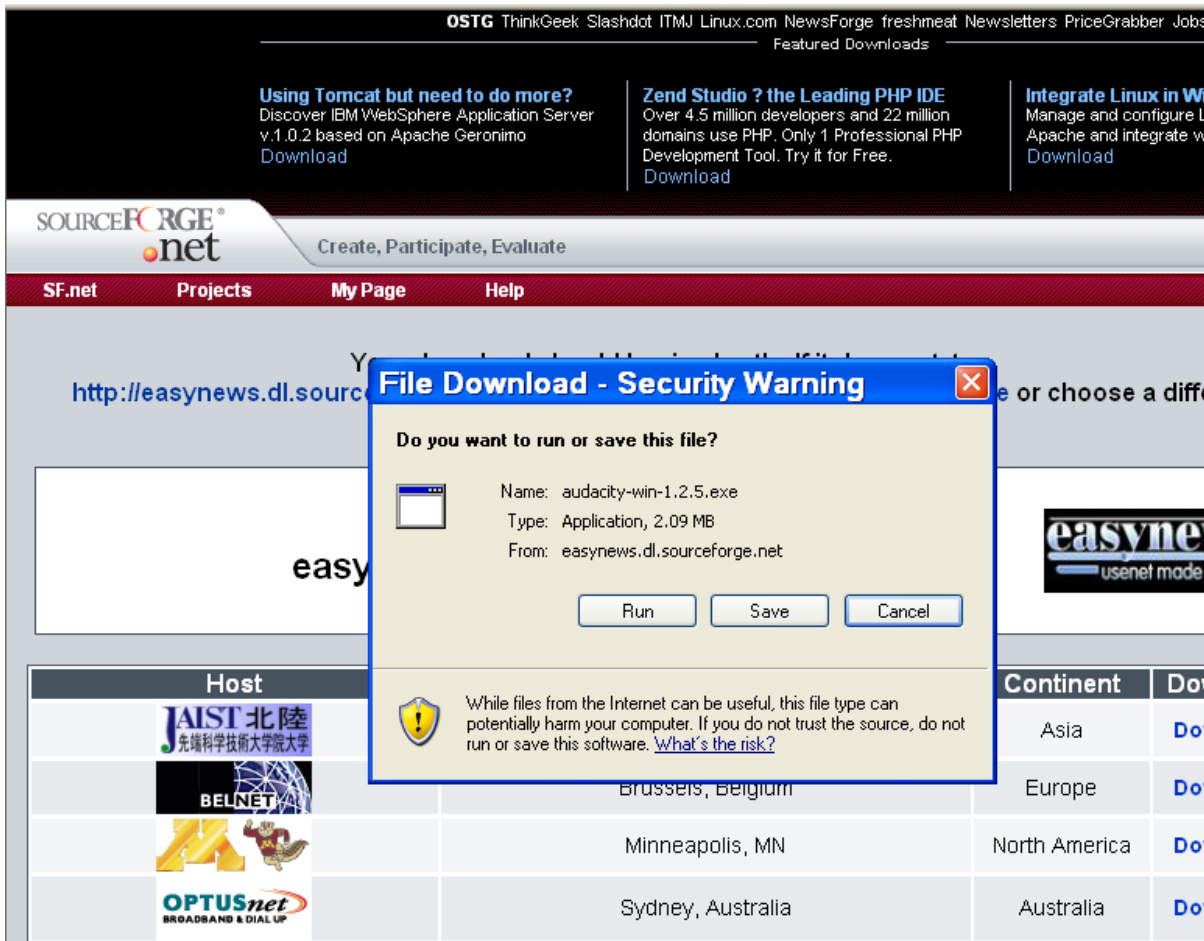 OSTG ThinkGeek Slashdot ITMJ Linux.com NewsForge freshmeat Newsletters PriceGrabber Jobs
Featured Downloads
Using Tomcat but need to do more?
Discover IBM WebSphere Application Server
v.1.0.2 based on Apache Geronimo
Download
Zend Studio ? the Leading PHP IDE
Over 4.5 million developers and 22 million
domains use PHP. Only 1 Professional PHP
Development Tool. Try it for Free.
Download
Integrate Linux in
Manage and configure
Apache and integrate
Download
SOURCEFORGE®
.net
Create, Participate, Evaluate
SF.net Projects My Page Help
http://easynews.dl.sourc
or choose a
File Download - Security Warning
Do you want to run or save this file?
Name: audacity-win-1.2.5.exe
Type: Application, 2.09 MB
From: easynews.dl.sourceforge.net
Run Save Cancel
While files from the Internet can be useful, this file type can
potentially harm your computer. If you do not trust the source, do not
run or save this software. What's the risk?
easy
easyne
usenet made
Host Continent
JAIST 北陸
先端科学技術大学院大学
Asia
BELNET Brussels, Belgium Europe
Minneapolis, MN North America
OPTUSnet
BROADBAND & DIAL UP
Sydney, Australia Australia